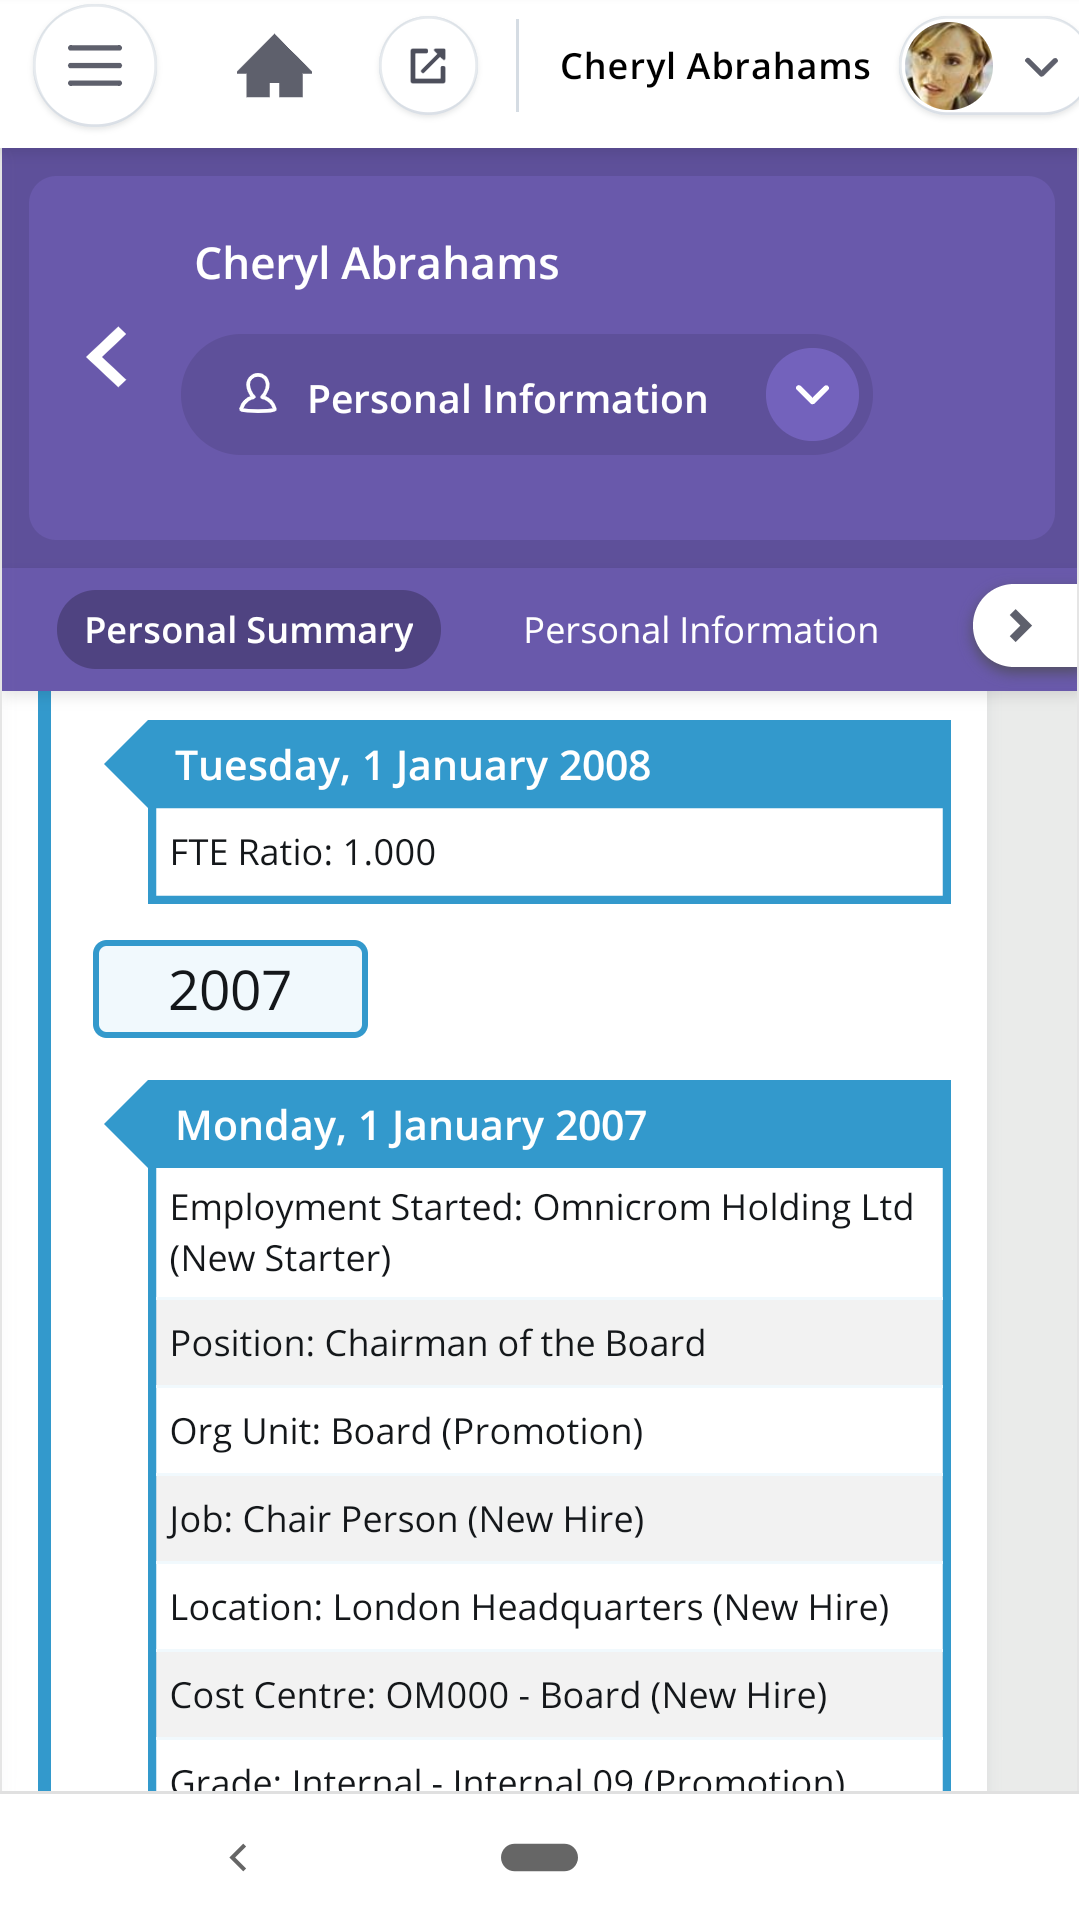 Cheryl Abrahams
Cheryl Abrahams
Personal Information
Personal Summary
Personal Information
Tuesday, 1 January 2008
FTE Ratio: 1.000
2007
Monday, 1 January 2007
Employment Started: Omnicrom Holding Ltd
(New Starter)
Position: Chairman of the Board
Org Unit: Board (Promotion)
Job: Chair Person (New Hire)
Location: London Headquarters (New Hire)
Cost Centre: OM000 - Board (New Hire)
Grade: Internal - Internal 09 (Promotion)